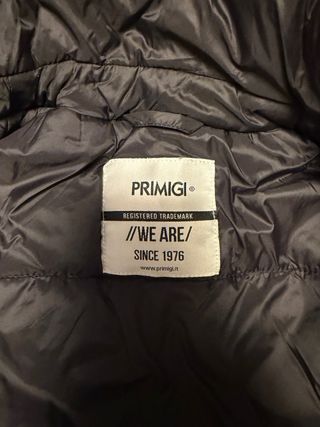 PRIMIGI®
REGISTERED TRADEMARK
//WE ARE/
SINCE 1976
www.primigi.it